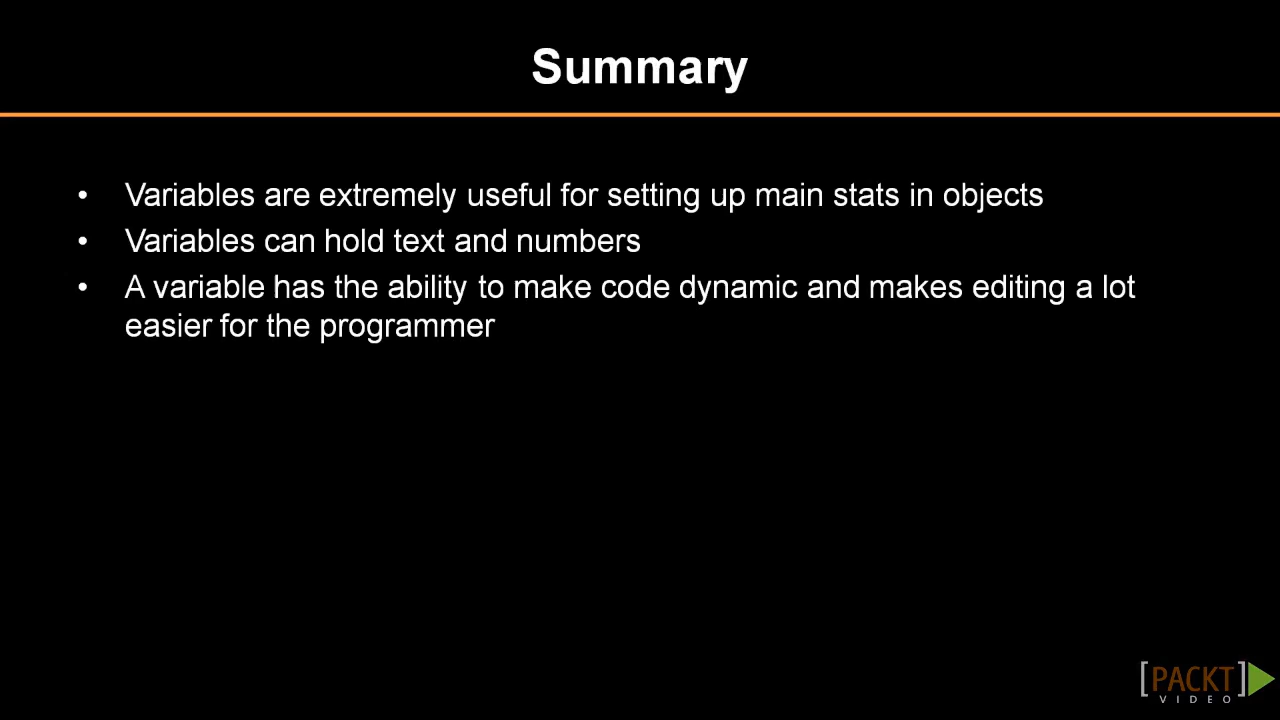 Summary
• Variables are extremely useful for setting up main stats in objects
• Variables can hold text and numbers
• A variable has the ability to make code dynamic and makes editing a lot
easier for the programmer
[PACKT]
VIDEO